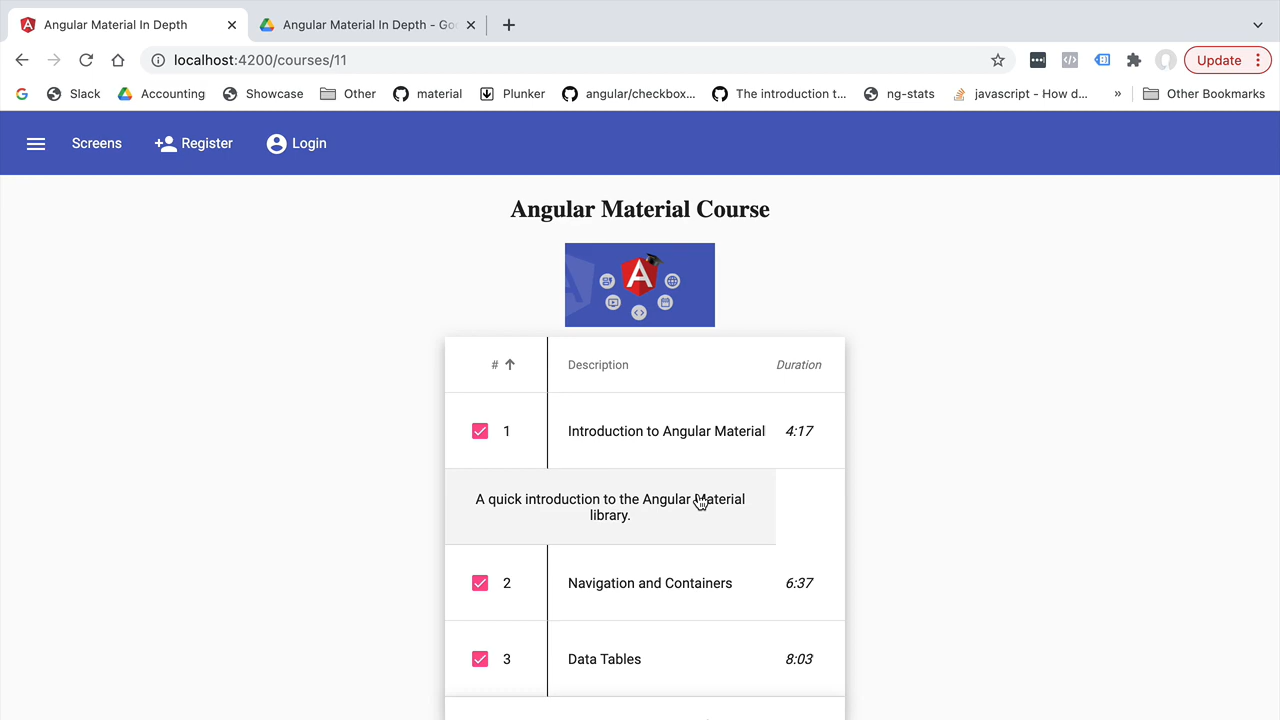 Angular Material In Depth
Angular Material In Depth - Goo
localhost:4200/courses/11
Update
Slack
Accounting
Showcase
Other
material
Plunker
angular/checkbox...
The introduction t...
ng-stats
javascript - How d...
»
Other Bookmarks
Screens
Register
Login
Angular Material Course
# Description Duration
1 Introduction to Angular Material 4:17
A quick introduction to the Angular Material
library.
2 Navigation and Containers 6:37
3 Data Tables 8:03